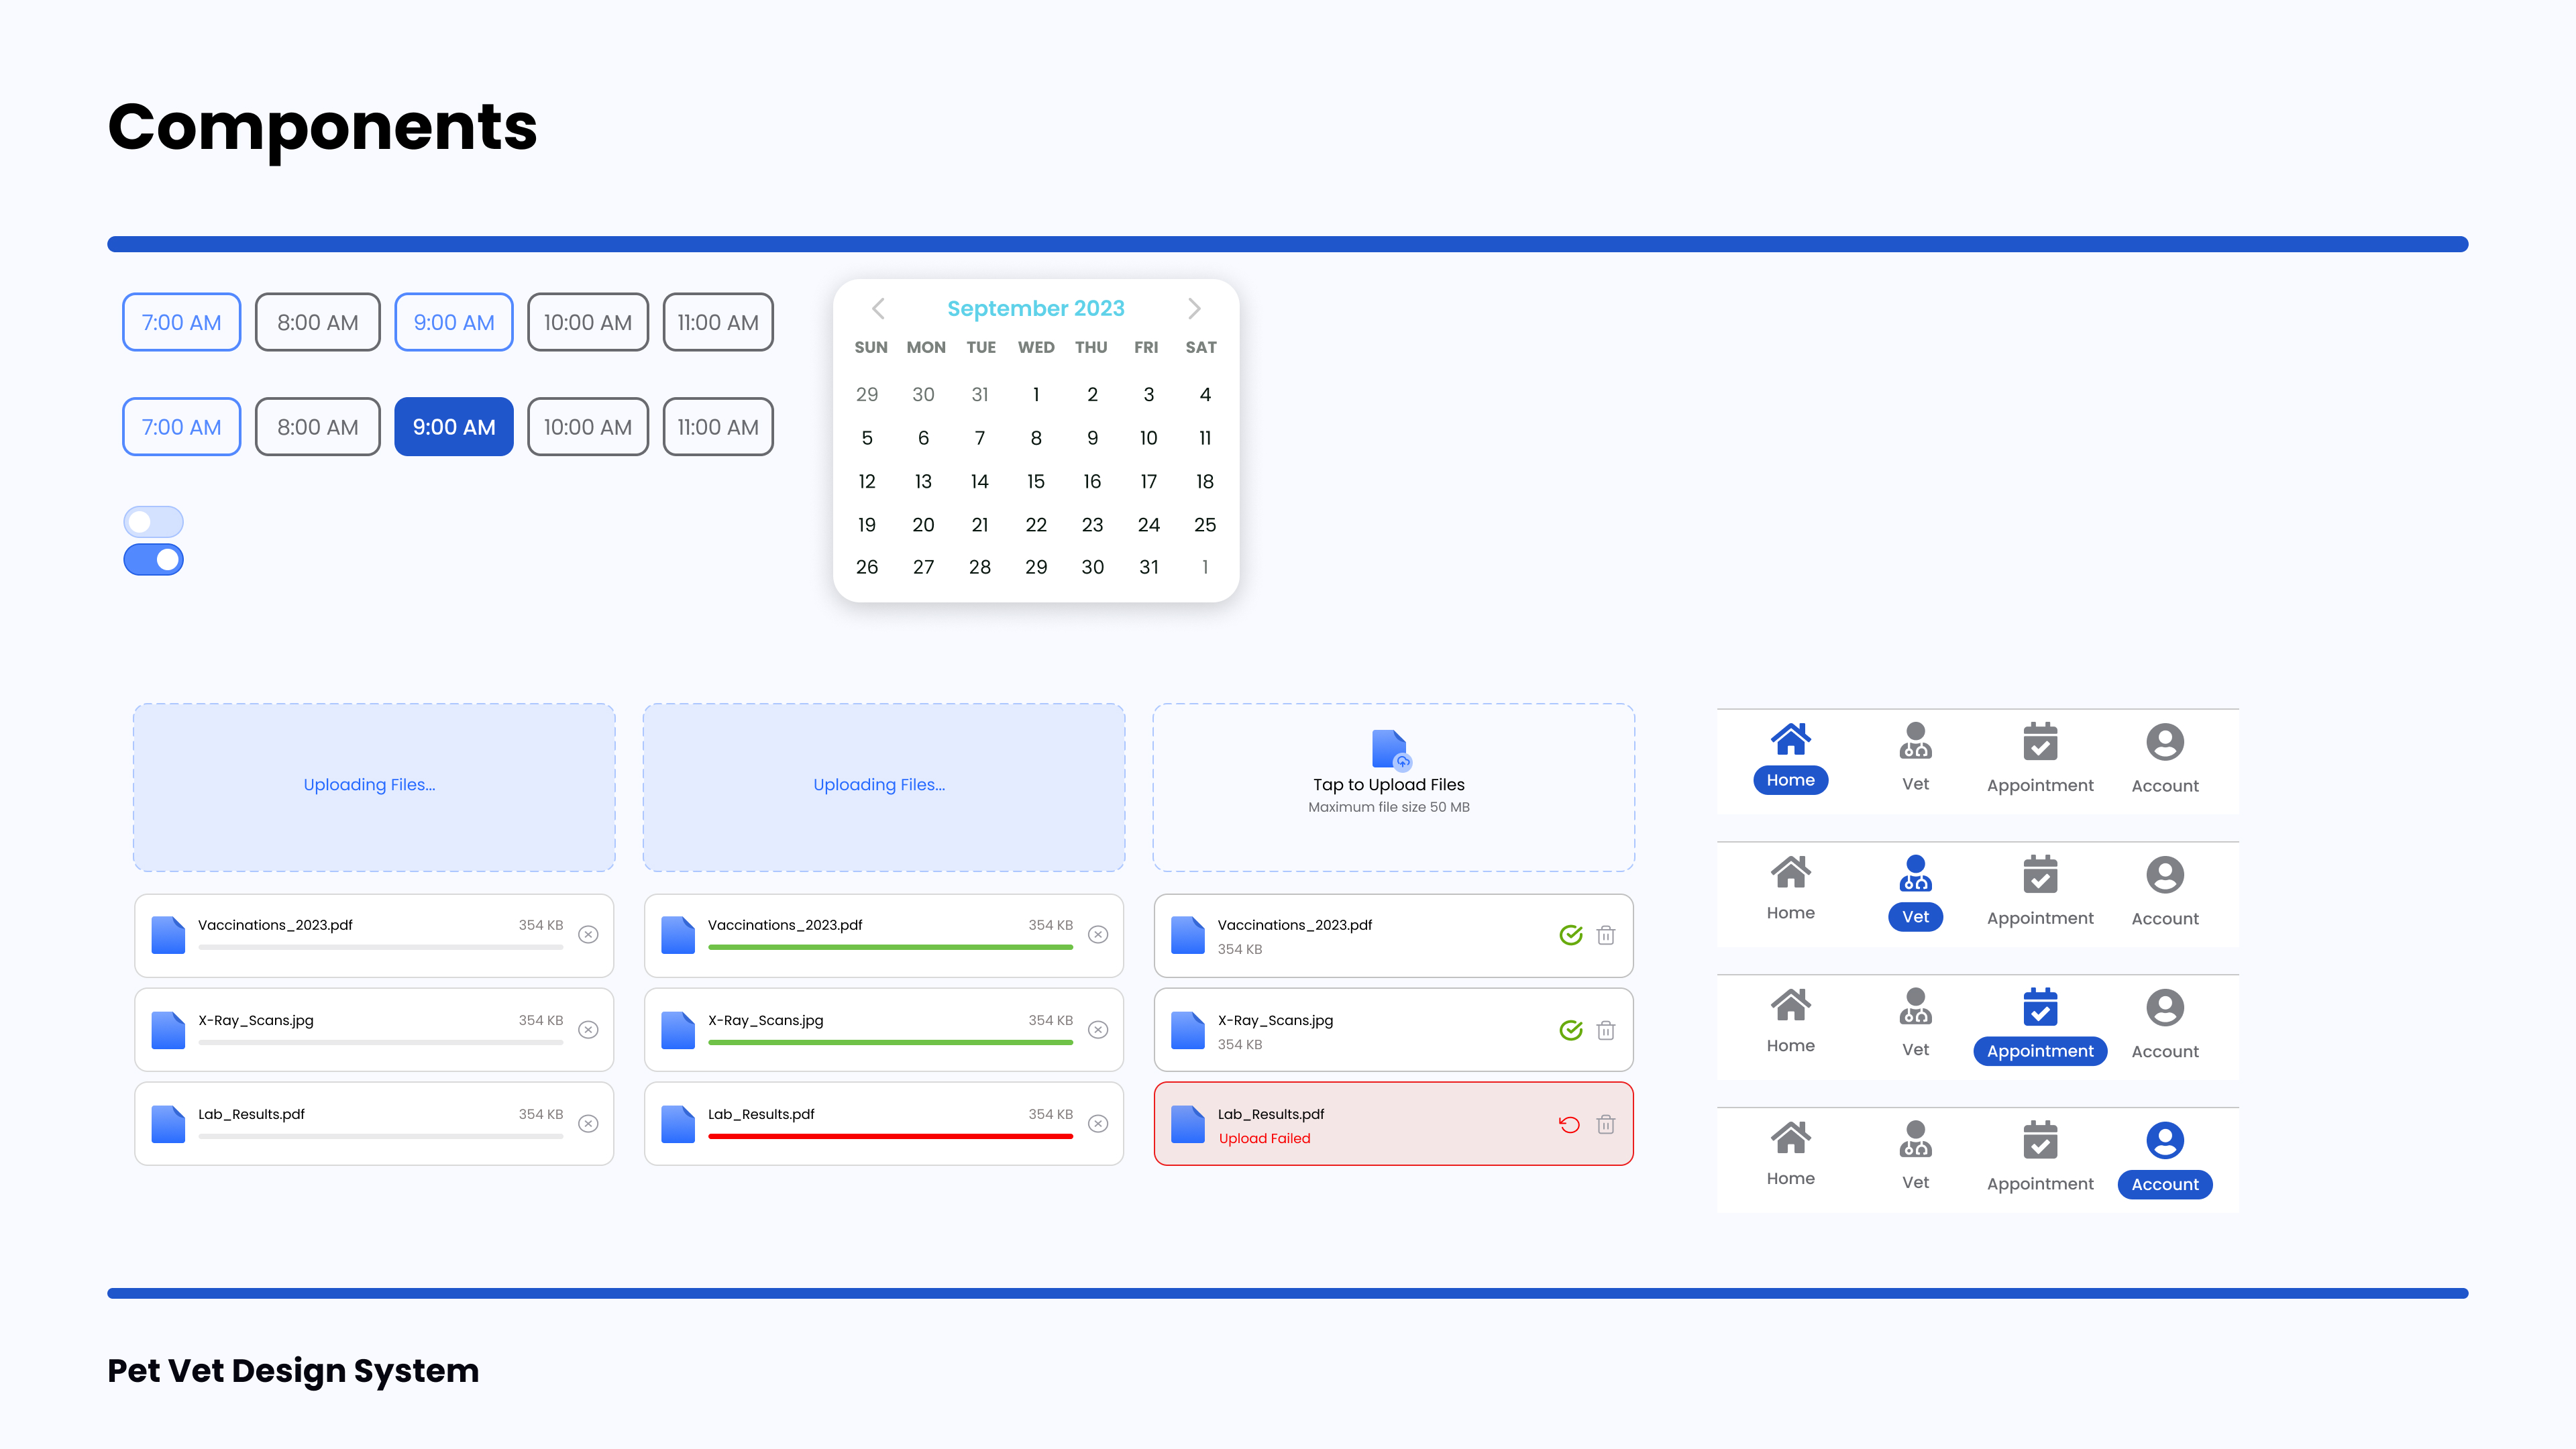 Components
7:00 AM 8:00 AM 9:00 AM 10:00 AM 11:00 AM
7:00 AM 8:00 AM 9:00 AM 10:00 AM 11:00 AM
September 2023
SUN MON TUE WED THU FRI SAT
29 30 31 1 2 3 4
5 6 7 8 9 10 11
12 13 14 15 16 17 18
19 20 21 22 23 24 25
26 27 28 29 30 31 1
Uploading Files...
Vaccinations_2023.pdf 354 KB
X-Ray_Scans.jpg 354 KB
Lab_Results.pdf 354 KB
Uploading Files...
Vaccinations_2023.pdf 354 KB
X-Ray_Scans.jpg 354 KB
Lab_Results.pdf 354 KB
Tap to Upload Files
Maximum file size 50 MB
Vaccinations_2023.pdf
354 KB
X-Ray_Scans.jpg
354 KB
Lab_Results.pdf
Upload Failed
Home Vet Appointment Account
Home Vet Appointment Account
Home Vet Appointment Account
Home Vet Appointment Account
Pet Vet Design System